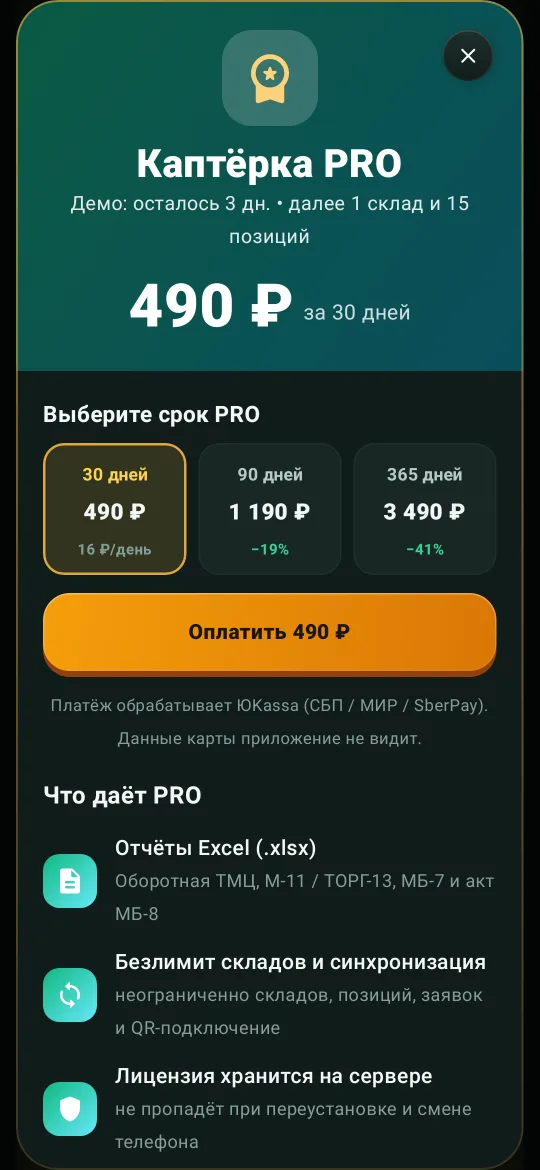 Каптёрка PRO
Демо: осталось 3 дн. • далее 1 склад и 15
позиций
490 ₽ за 30 дней
Выберите срок PRO
30 дней 90 дней 365 дней
490 ₽ 1 190 ₽ 3 490 ₽
16 ₽/день −19% −41%
Оплатить 490 ₽
Платёж обрабатывает ЮKassa (СБП / МИР / SberPay).
Данные карты приложение не видит.
Что даёт PRO
Отчёты Excel (.xlsx)
Оборотная ТМЦ, М-11 / ТОРГ-13, МБ-7 и акт
МБ-8
Безлимит складов и синхронизация
неограниченно складов, позиций, заявок
и QR-подключение
Лицензия хранится на сервере
не пропадёт при переустановке и смене
телефона